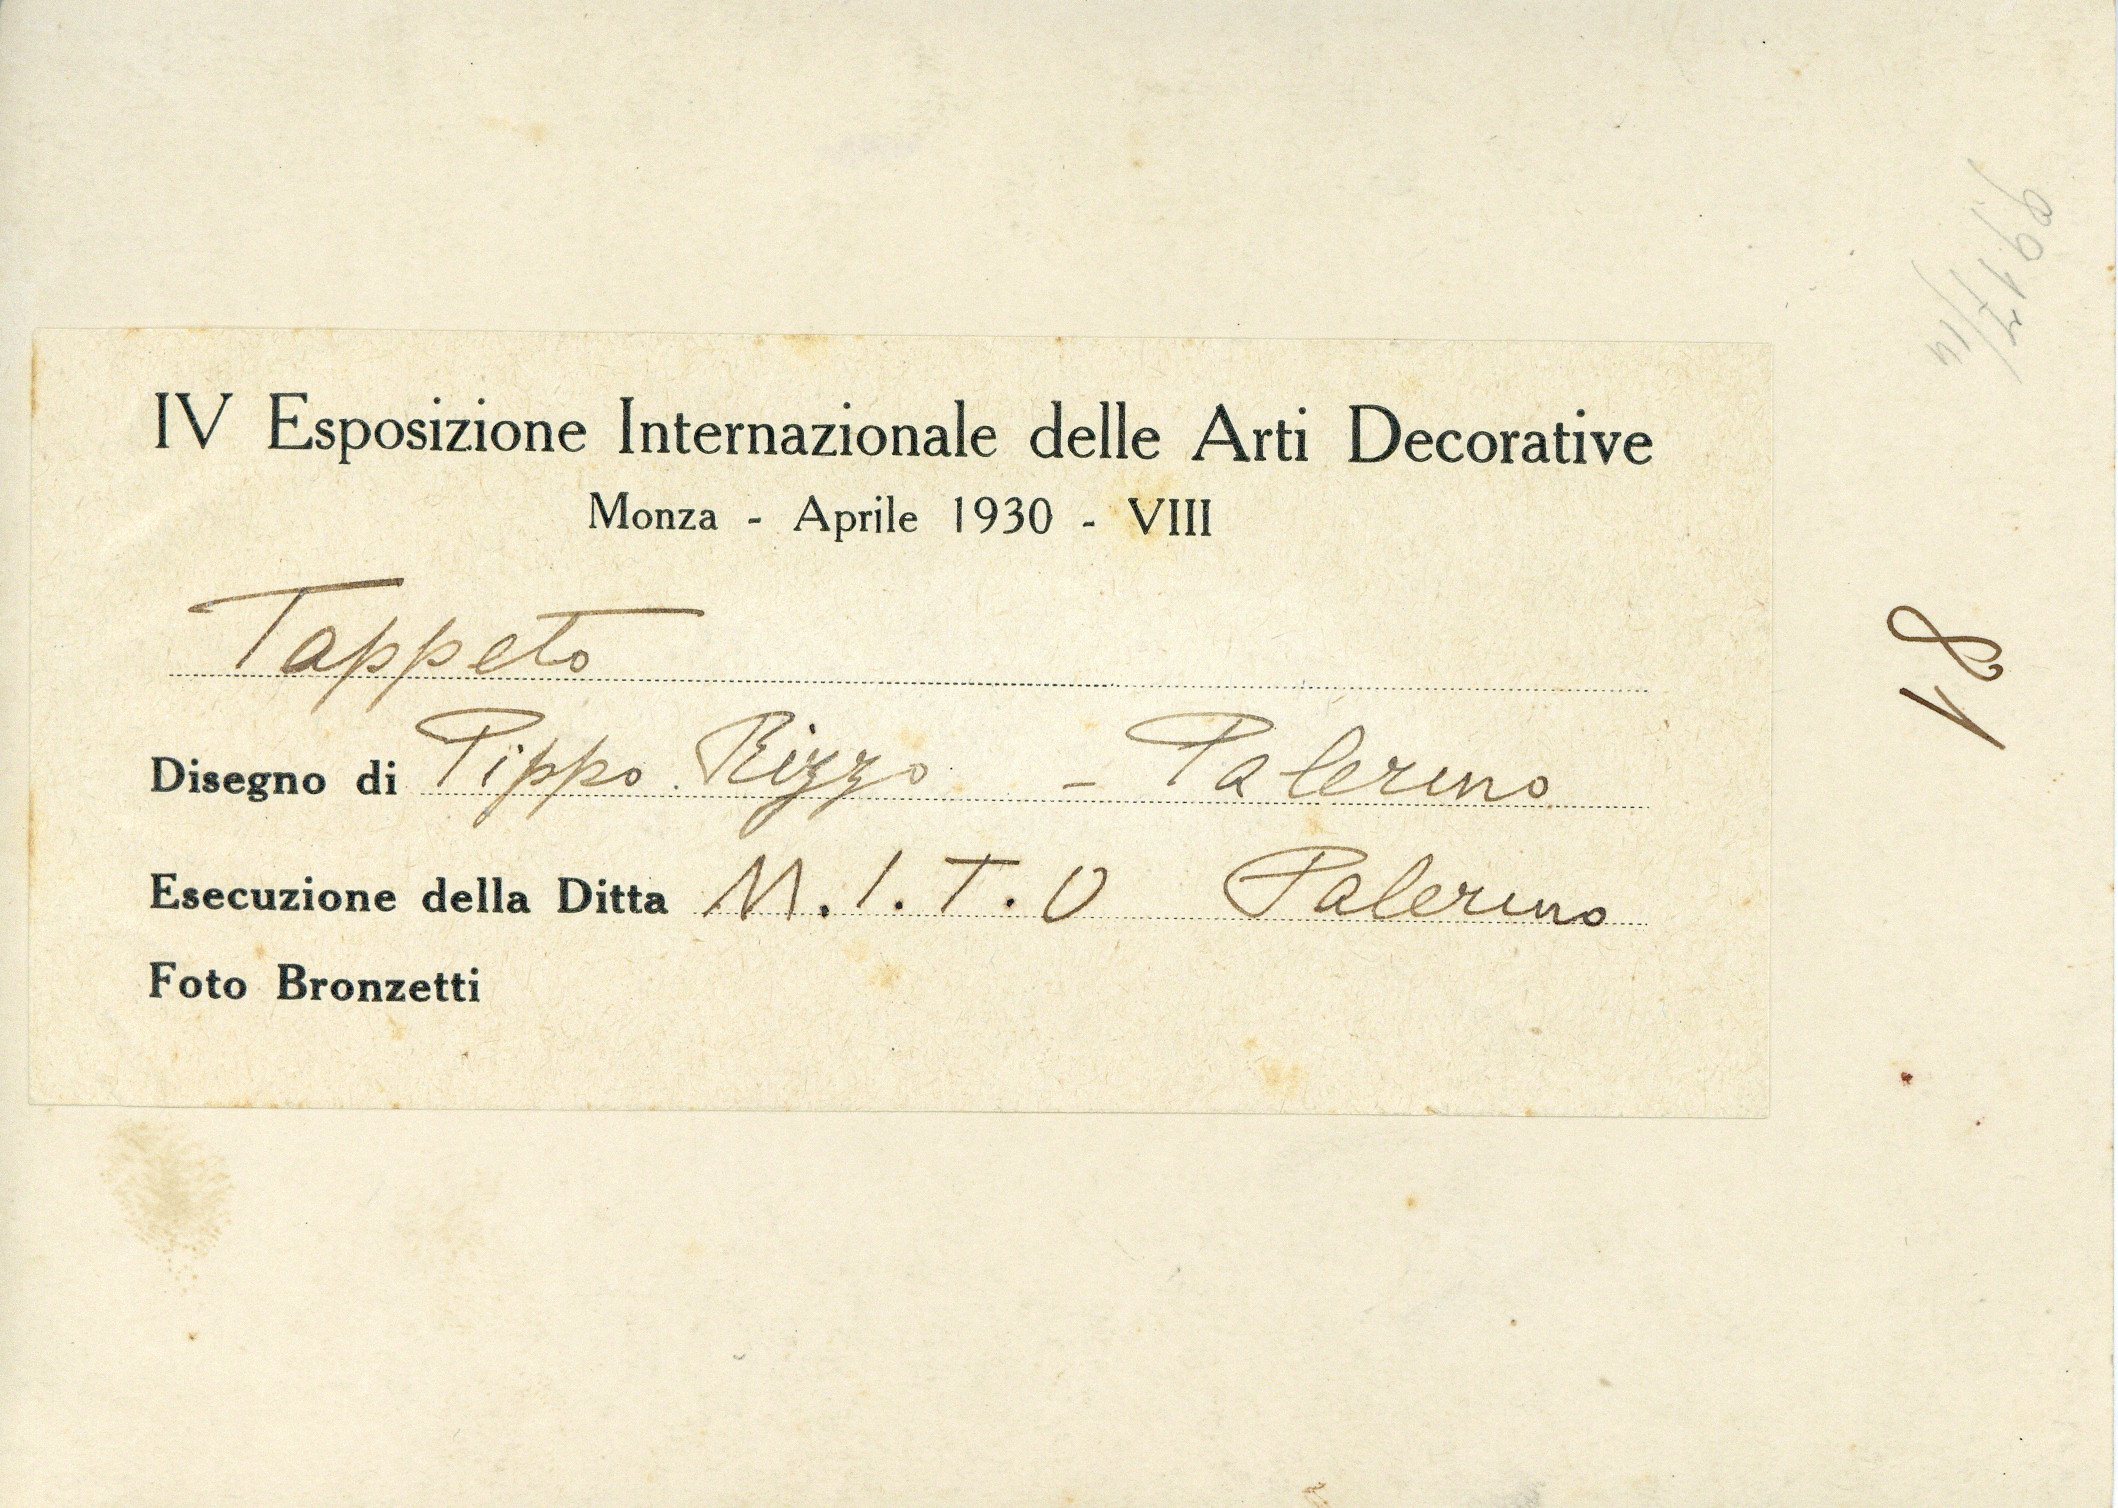 IV Esposizione Internazionale delle Arti Decorative
Monza - Aprile 1930 - VIII
Tappeto
Disegno di Pippo Rizzo - Palermo
Esecuzione della Ditta M.I.T.O Palermo
Foto Bronzetti
18